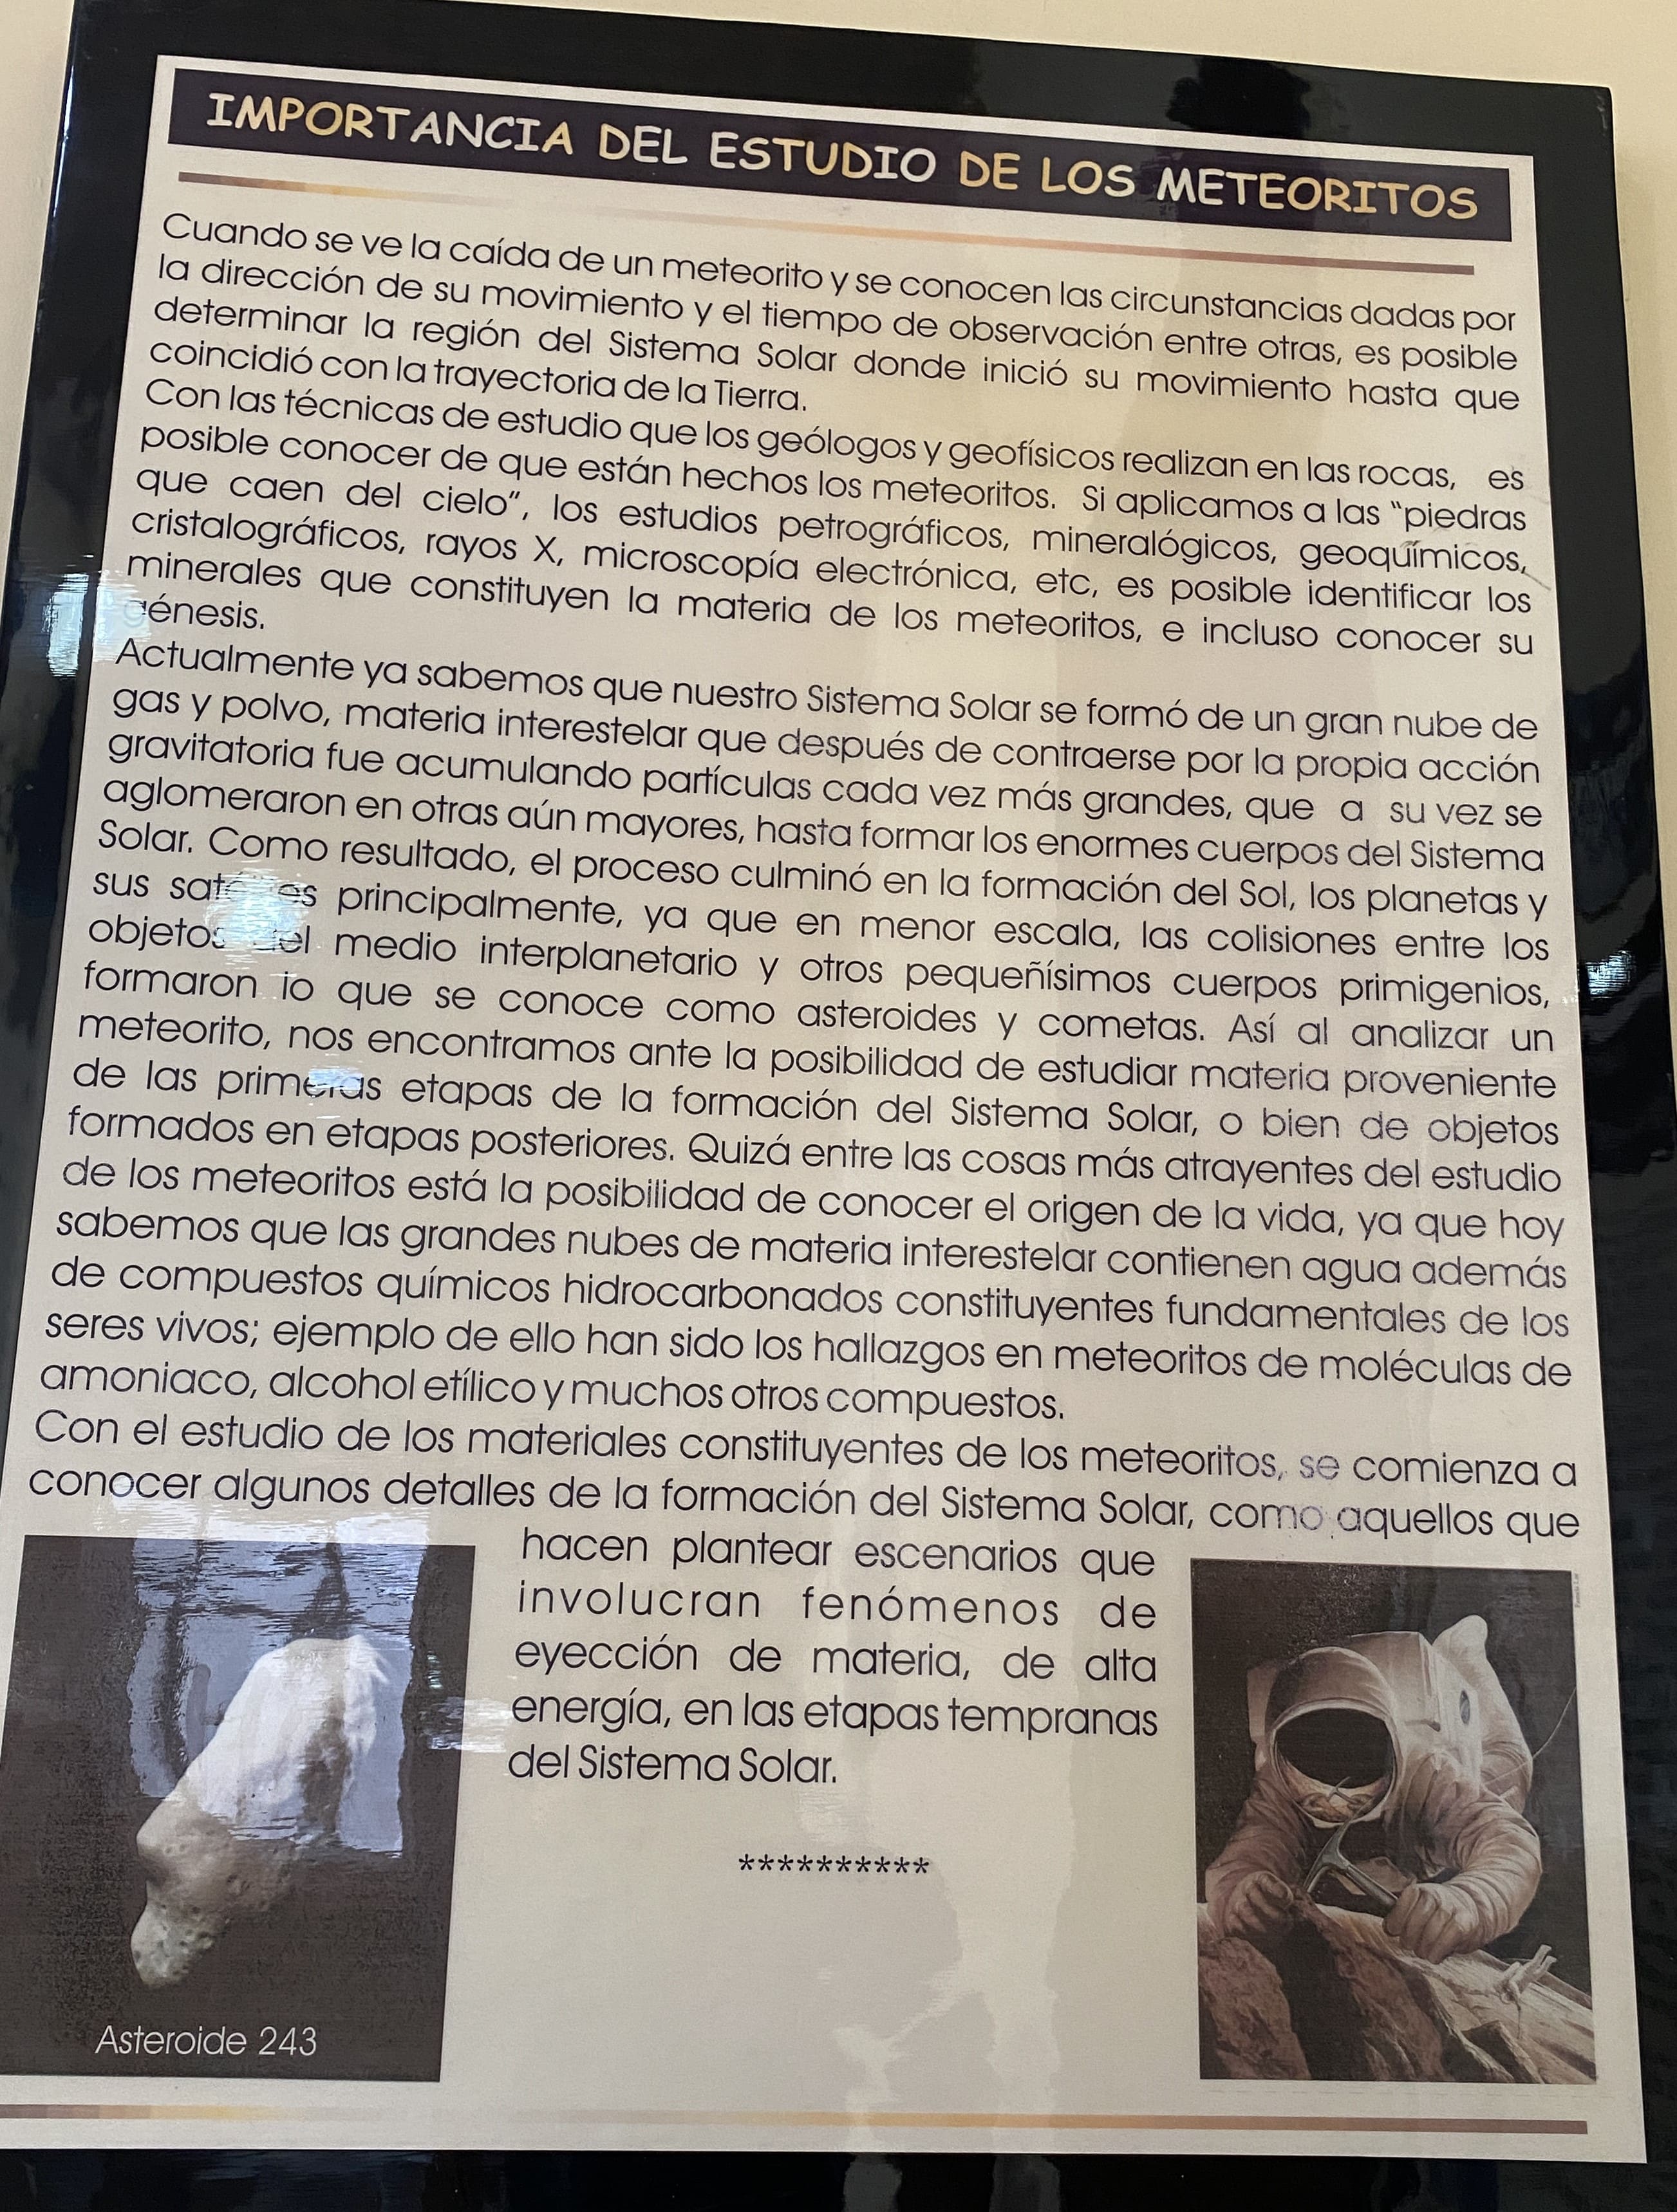 IMPORTANCIA DEL ESTUDIO DE LOS METEORITOS
Cuando se ve la caída de un meteorito y se conocen las circunstancias dadas por
la dirección de su movimiento y el tiempo de observación entre otras, es posible
determinar la región del Sistema Solar donde inició su movimiento hasta que
coincidió con la trayectoria de la Tierra.
Con las técnicas de estudio que los geólogos y geofísicos realizan en las rocas, es
posible conocer de que están hechos los meteoritos. Si aplicamos a las "piedras
que caen del cielo", los estudios petrográficos, mineralógicos, geoquímicos,
cristalográficos, rayos X, microscopía electrónica, etc, es posible identificar los
minerales que constituyen la materia de los meteoritos, e incluso conocer su
génesis.
Actualmente ya sabemos que nuestro Sistema Solar se formó de un gran nube de
gas y polvo, materia interestelar que después de contraerse por la propia acción
gravitatoria fue acumulando partículas cada vez más grandes, que a su vez se
aglomeraron en otras aún mayores, hasta formar los enormes cuerpos del Sistema
Solar. Como resultado, el proceso culminó en la formación del Sol, los planetas y
sus satélites principalmente, ya que en menor escala, las colisiones entre los
objetos del medio interplanetario y otros pequeñísimos cuerpos primigenios,
formaron lo que se conoce como asteroides y cometas. Así al analizar un
meteorito, nos encontramos ante la posibilidad de estudiar materia proveniente
de las primeras etapas de la formación del Sistema Solar, o bien de objetos
formados en etapas posteriores. Quizá entre las cosas más atrayentes del estudio
de los meteoritos está la posibilidad de conocer el origen de la vida, ya que hoy
sabemos que las grandes nubes de materia interestelar contienen agua además
de compuestos químicos hidrocarbonados constituyentes fundamentales de los
seres vivos; ejemplo de ello han sido los hallazgos en meteoritos de moléculas de
amoniaco, alcohol etílico y muchos otros compuestos.
Con el estudio de los materiales constituyentes de los meteoritos, se comienza a
conocer algunos detalles de la formación del Sistema Solar, como aquellos que
hacen plantear escenarios que
involucran fenómenos de
eyección de materia, de alta
energía, en las etapas tempranas
del Sistema Solar.
**********
Asteroide 243